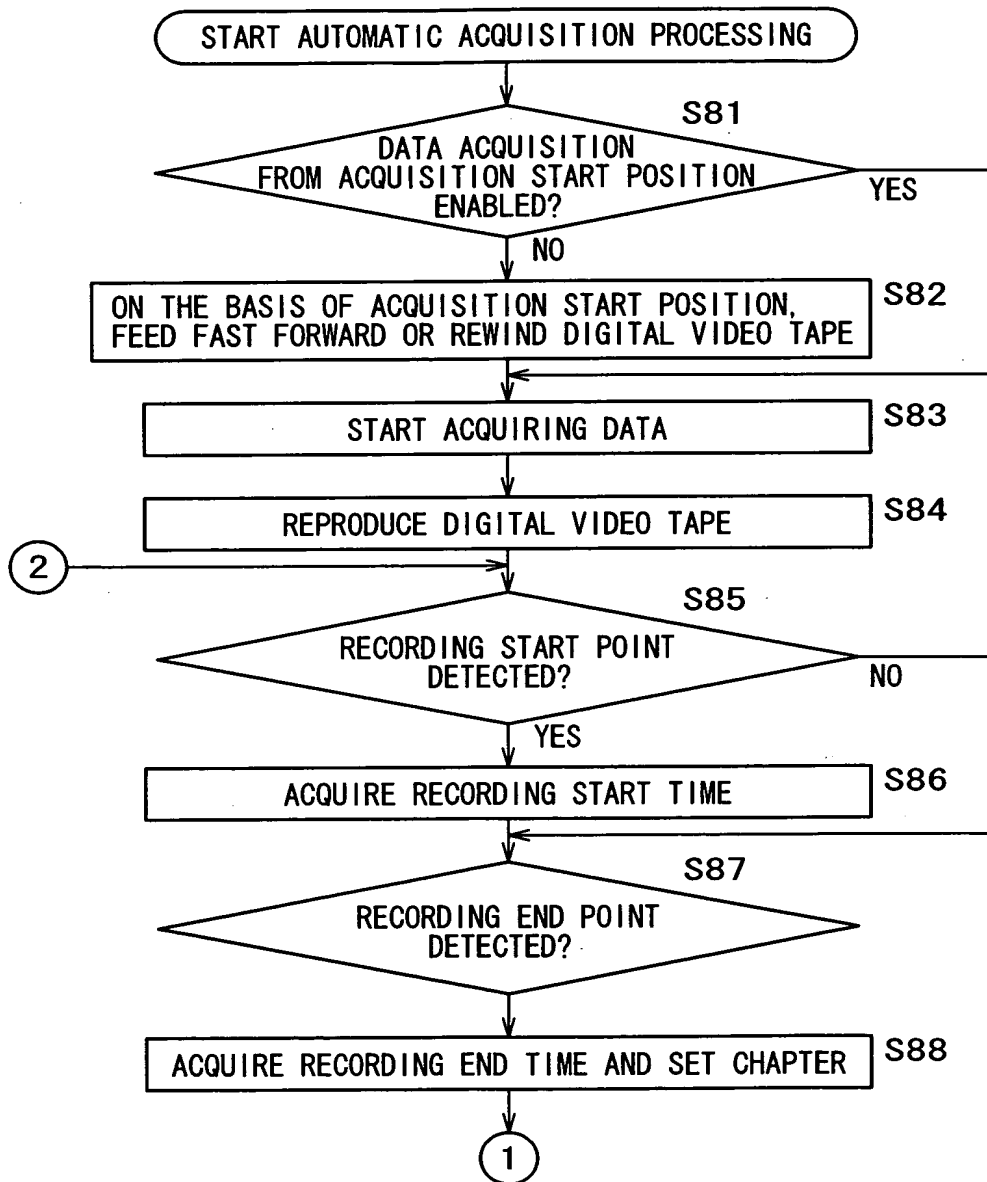 START AUTOMATIC ACQUISITION PROCESSING
S81
DATA ACQUISITION
FROM ACQUISITION START POSITION
ENABLED?
YES
NO
S82
ON THE BASIS OF ACQUISITION START POSITION,
FEED FAST FORWARD OR REWIND DIGITAL VIDEO TAPE
S83
START ACQUIRING DATA
S84
REPRODUCE DIGITAL VIDEO TAPE
2
S85
RECORDING START POINT
DETECTED?
NO
YES
S86
ACQUIRE RECORDING START TIME
S87
RECORDING END POINT
DETECTED?
S88
ACQUIRE RECORDING END TIME AND SET CHAPTER
1